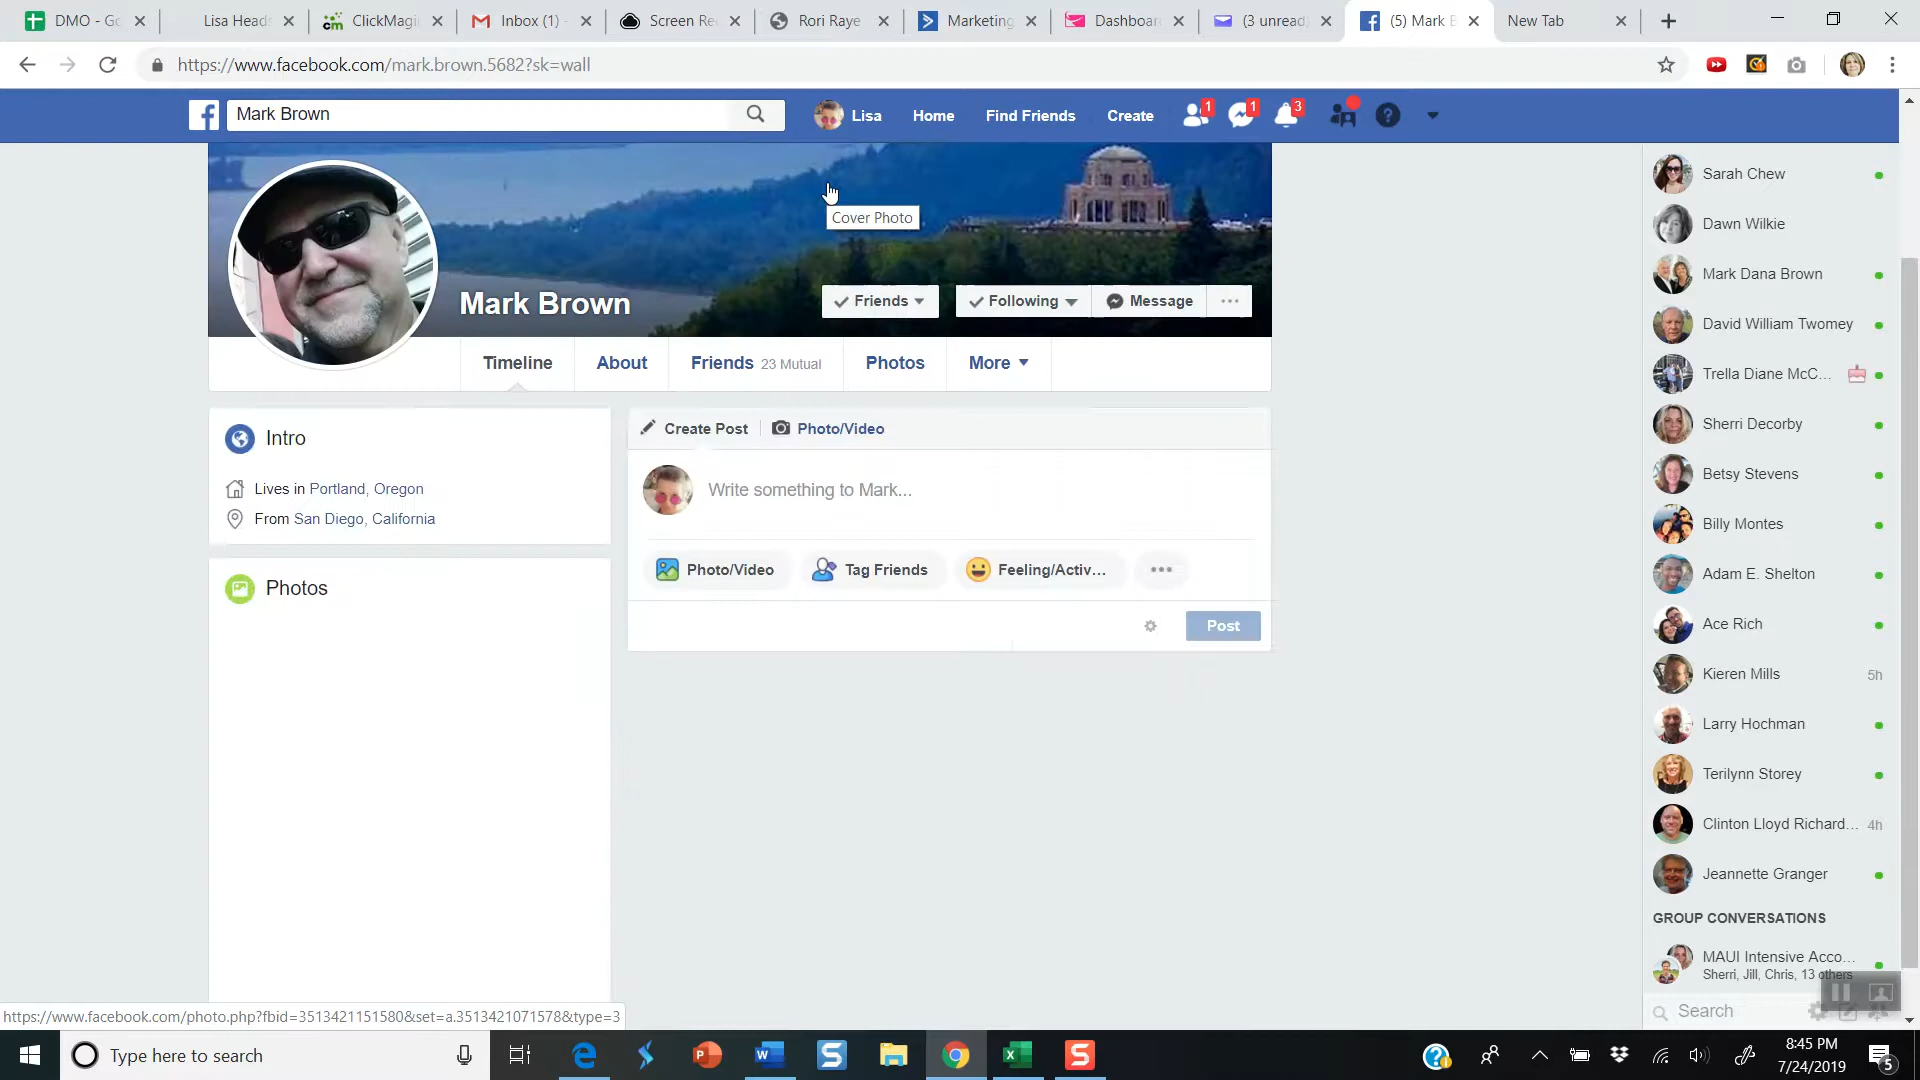 DMO - Go
Lisa Heads
ClickMagi
Inbox (1) -
Screen Re
Rori Raye
Marketing
Dashboar
(3 unread)
(5) Mark B
New Tab
https://www.facebook.com/mark.brown.5682?sk=wall
Mark Brown
Lisa
Home
Find Friends
Create
1
1
3
Cover Photo
Mark Brown
Friends
Following
Message
Timeline
About
Friends 23 Mutual
Photos
More
Intro
Lives in Portland, Oregon
From San Diego, California
Photos
Create Post
Photo/Video
Write something to Mark...
Photo/Video
Tag Friends
Feeling/Activ...
Post
Sarah Chew
Dawn Wilkie
Mark Dana Brown
David William Twomey
Trella Diane McC...
Sherri Decorby
Betsy Stevens
Billy Montes
Adam E. Shelton
Ace Rich
Kieren Mills 5h
Larry Hochman
Terilynn Storey
Clinton Lloyd Richard... 4h
Jeannette Granger
GROUP CONVERSATIONS
MAUI Intensive Acco...
Sherri, Jill, Chris, 13 others
Search
https://www.facebook.com/photo.php?fbid=3513421151580&set=a.3513421071578&type=3
Type here to search
8:45 PM
7/24/2019
5